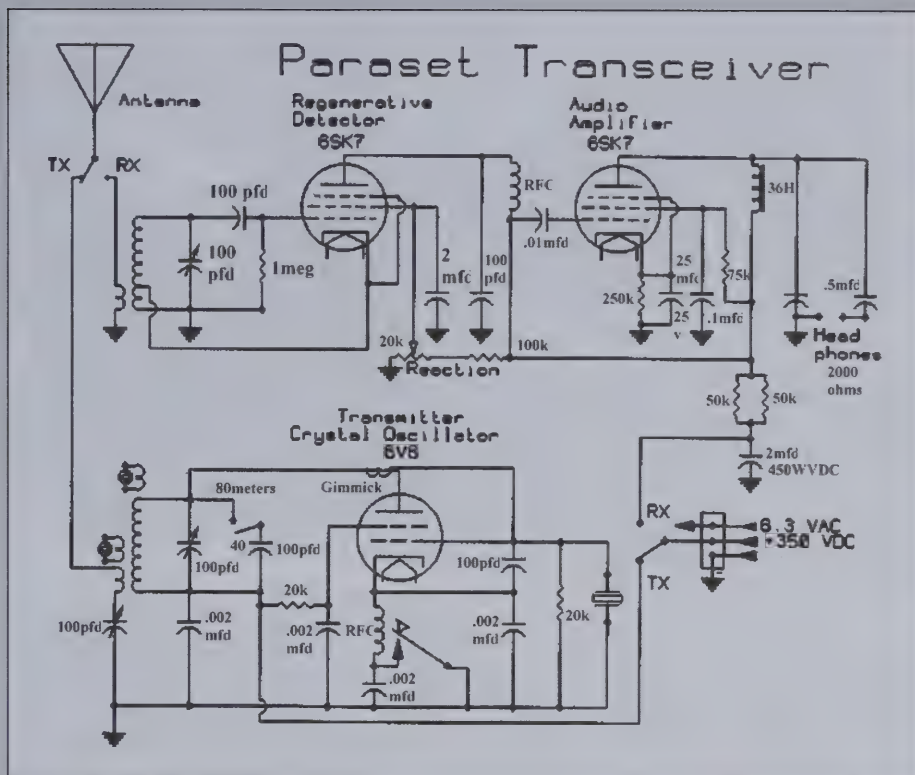 Paraset Transceiver
Antenna
TX
RX
Regenerative
Detector
6SK7
Audio
Amplifier
6SK7
100 pfd
100
pfd
1meg
2
mfd
100
pfd
RFC
.01mfd
250k
25
mfd
25
v
.1mfd
75k
36H
.5mfd
Head
phones
2000
ohms
20k
Reaction
100k
50k
50k
2mfd
450WVDC
Transmitter
Crystal Oscillator
6V6
Gimmick
80meters
40
100pfd
100pfd
100pfd
.002
mfd
20k
.002
mfd
RFC
.002
mfd
100pfd
.002
mfd
20k
RX
TX
6.3 VAC
+350 VDC